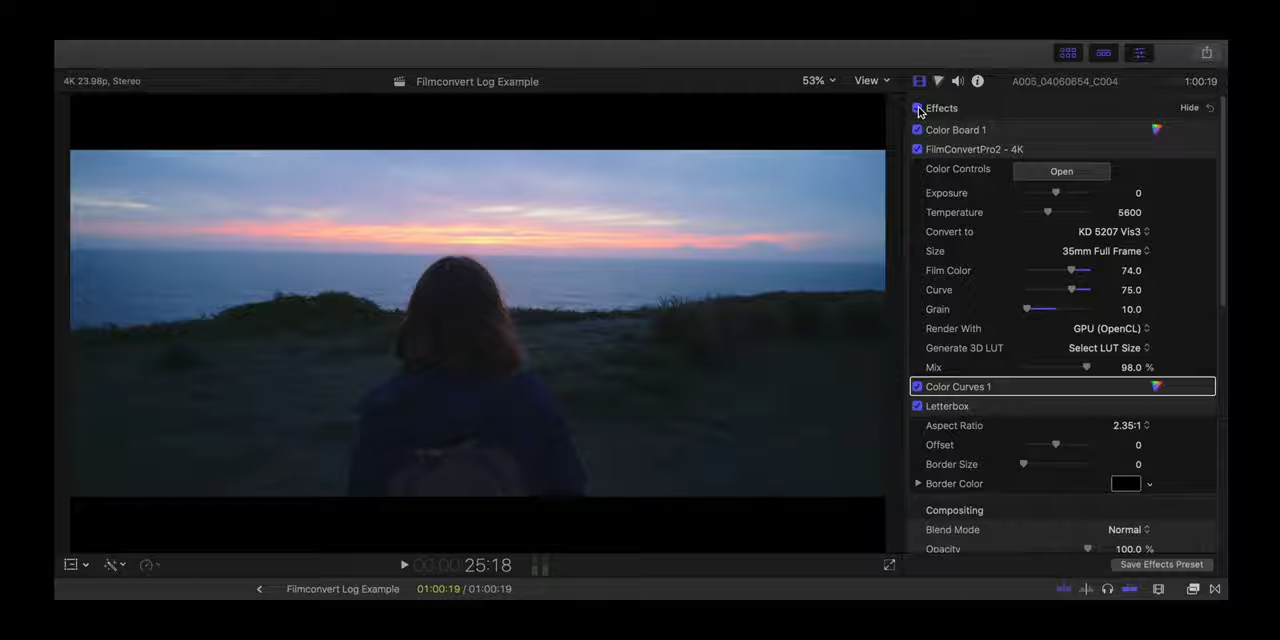 4K 23.98p, Stereo
Filmconvert Log Example
53%
View
A005_04060654_C004
1:00:19
Effects
Hide
Color Board 1
FilmConvertPro2 - 4K
Color Controls
Open
Exposure
0
Temperature
5600
Convert to
KD 5207 Vis3
Size
35mm Full Frame
Film Color
74.0
Curve
75.0
Grain
10.0
Render With
GPU (OpenCL)
Generate 3D LUT
Select LUT Size
Mix
98.0 %
Color Curves 1
Letterbox
Aspect Ratio
2.35:1
Offset
0
Border Size
0
Border Color
Compositing
Blend Mode
Normal
Opacity
100.0 %
00:00:25:18
Save Effects Preset
Filmconvert Log Example
01:00:19 / 01:00:19